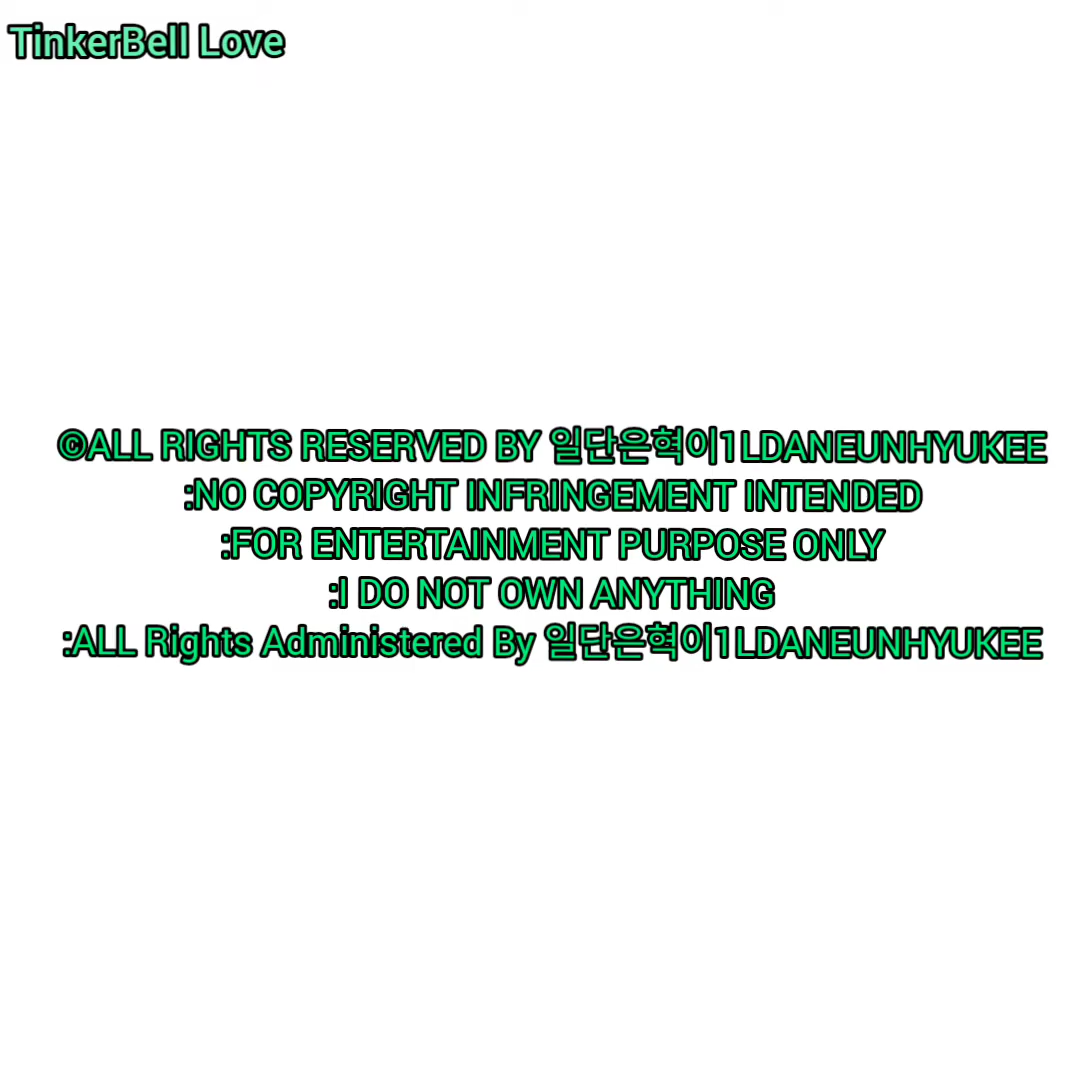 TinkerBell Love
©ALL RIGHTS RESERVED BY 일단은혁이1LDANEUNHYUKEE
:NO COPYRIGHT INFRINGEMENT INTENDED
:FOR ENTERTAINMENT PURPOSE ONLY
:I DO NOT OWN ANYTHING
:ALL Rights Administered By 일단은혁이1LDANEUNHYUKEE